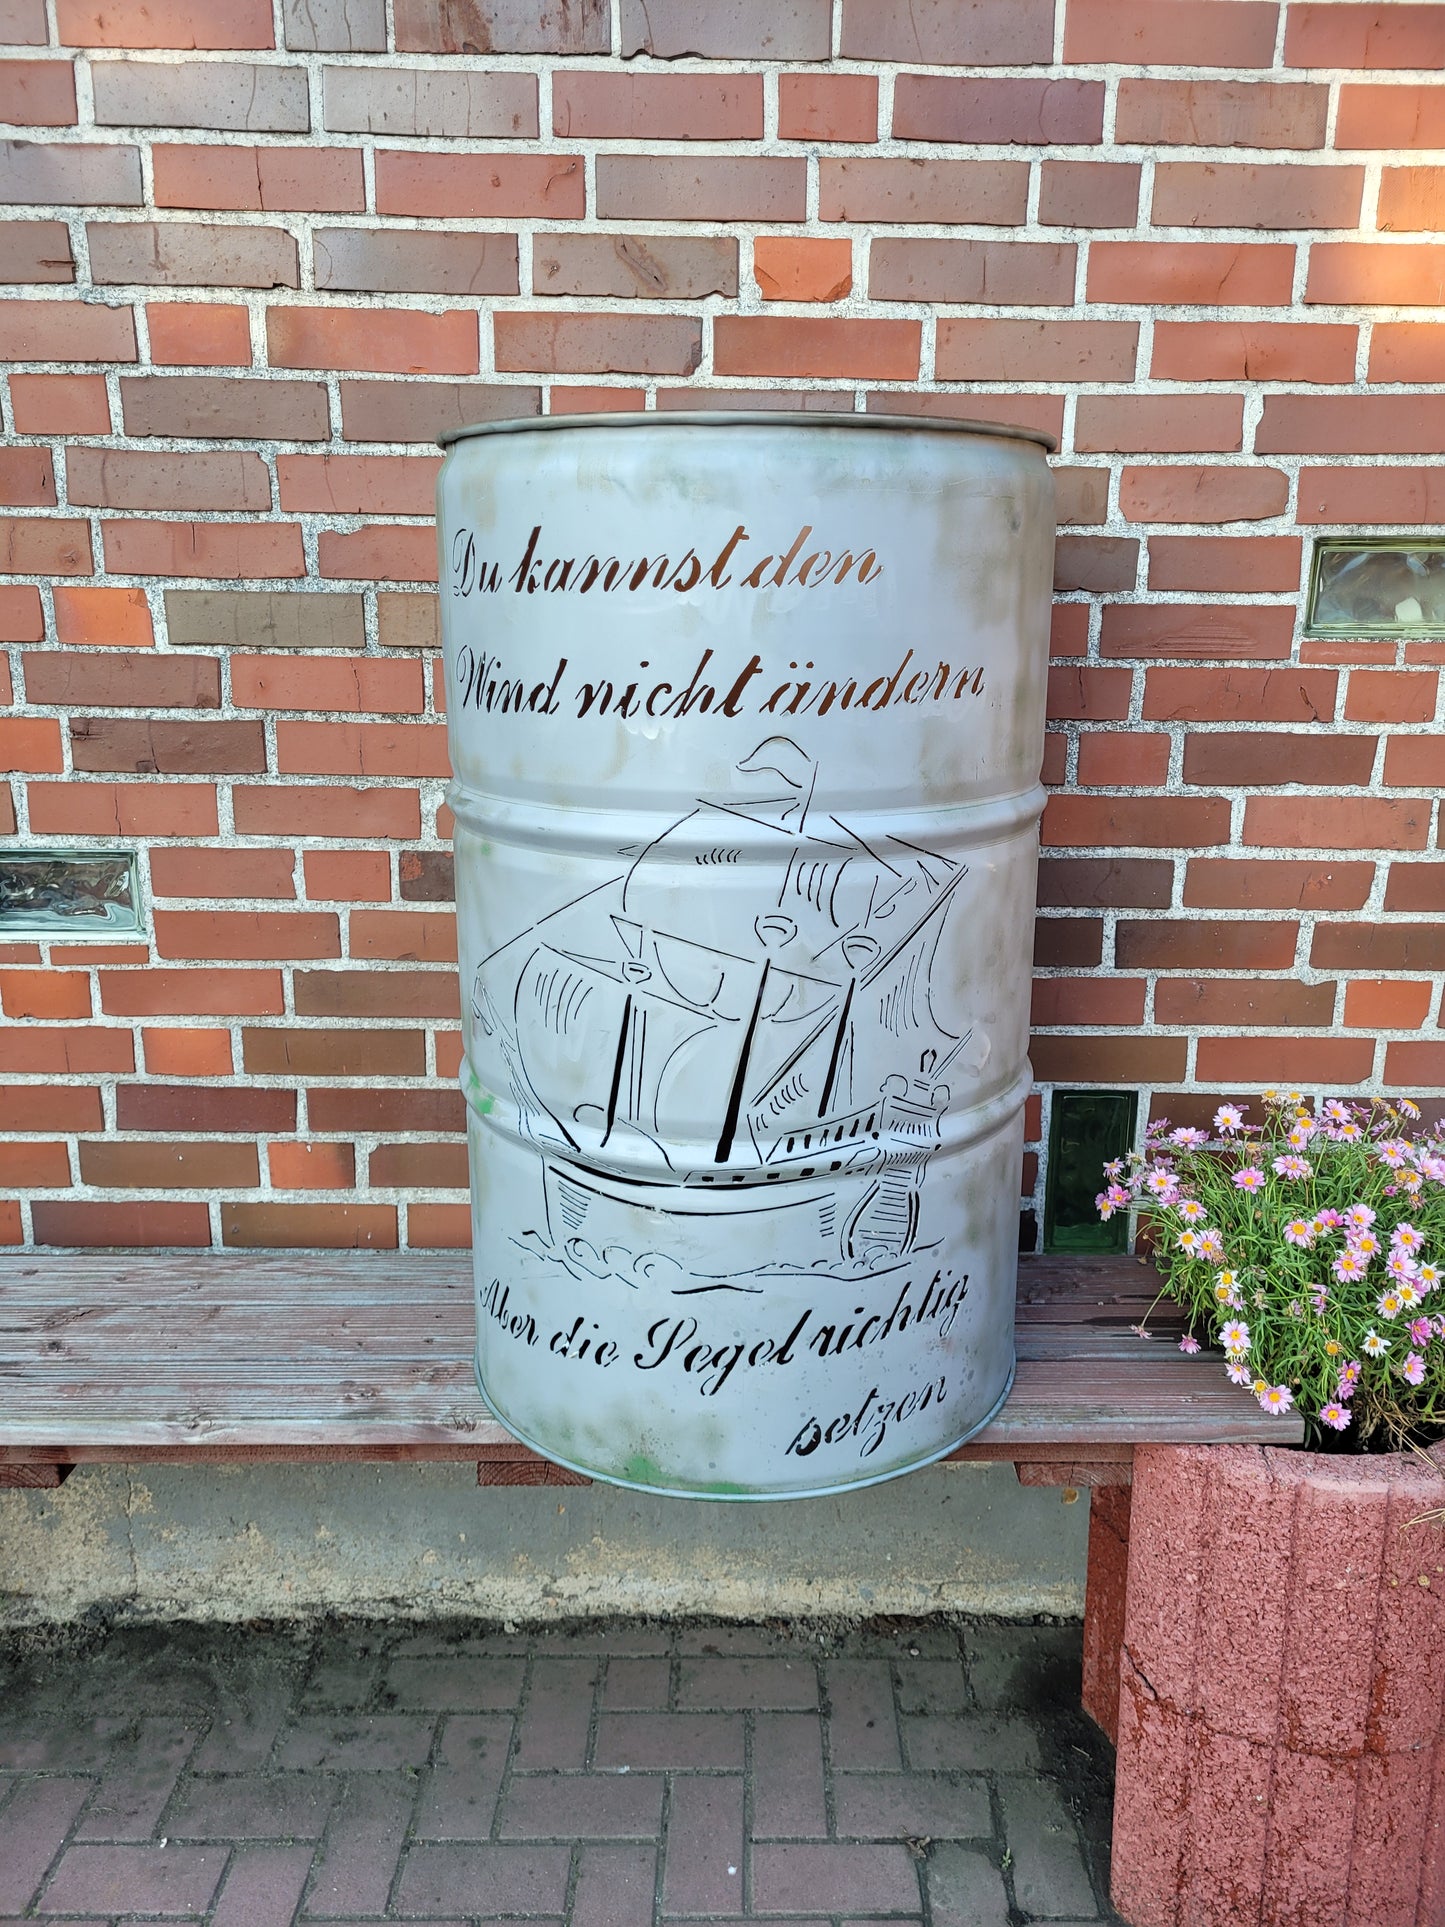 Du kannst den
Wind nicht ändern
Aber die Segel richtig
setzen